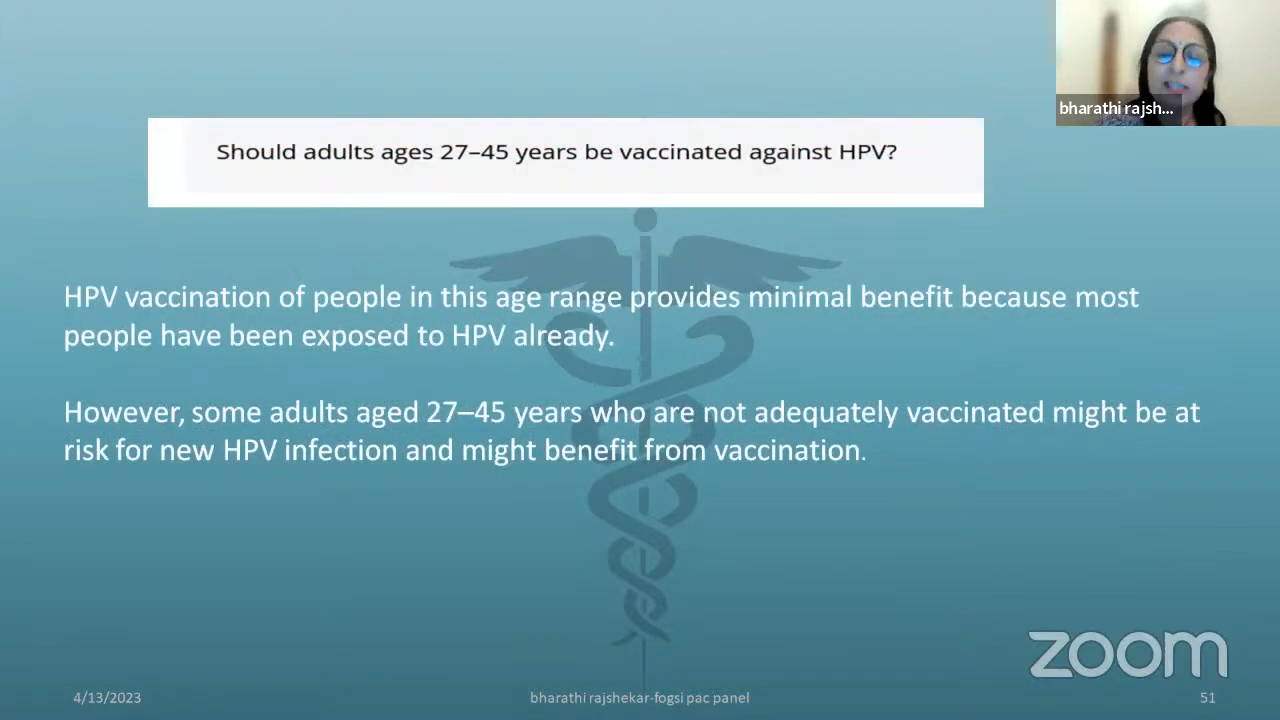 bharathi rajsh...
Should adults ages 27–45 years be vaccinated against HPV?
HPV vaccination of people in this age range provides minimal benefit because most
people have been exposed to HPV already.
However, some adults aged 27–45 years who are not adequately vaccinated might be at
risk for new HPV infection and might benefit from vaccination.
zoom
4/13/2023
bharathi rajshekar-fogsi pac panel
51